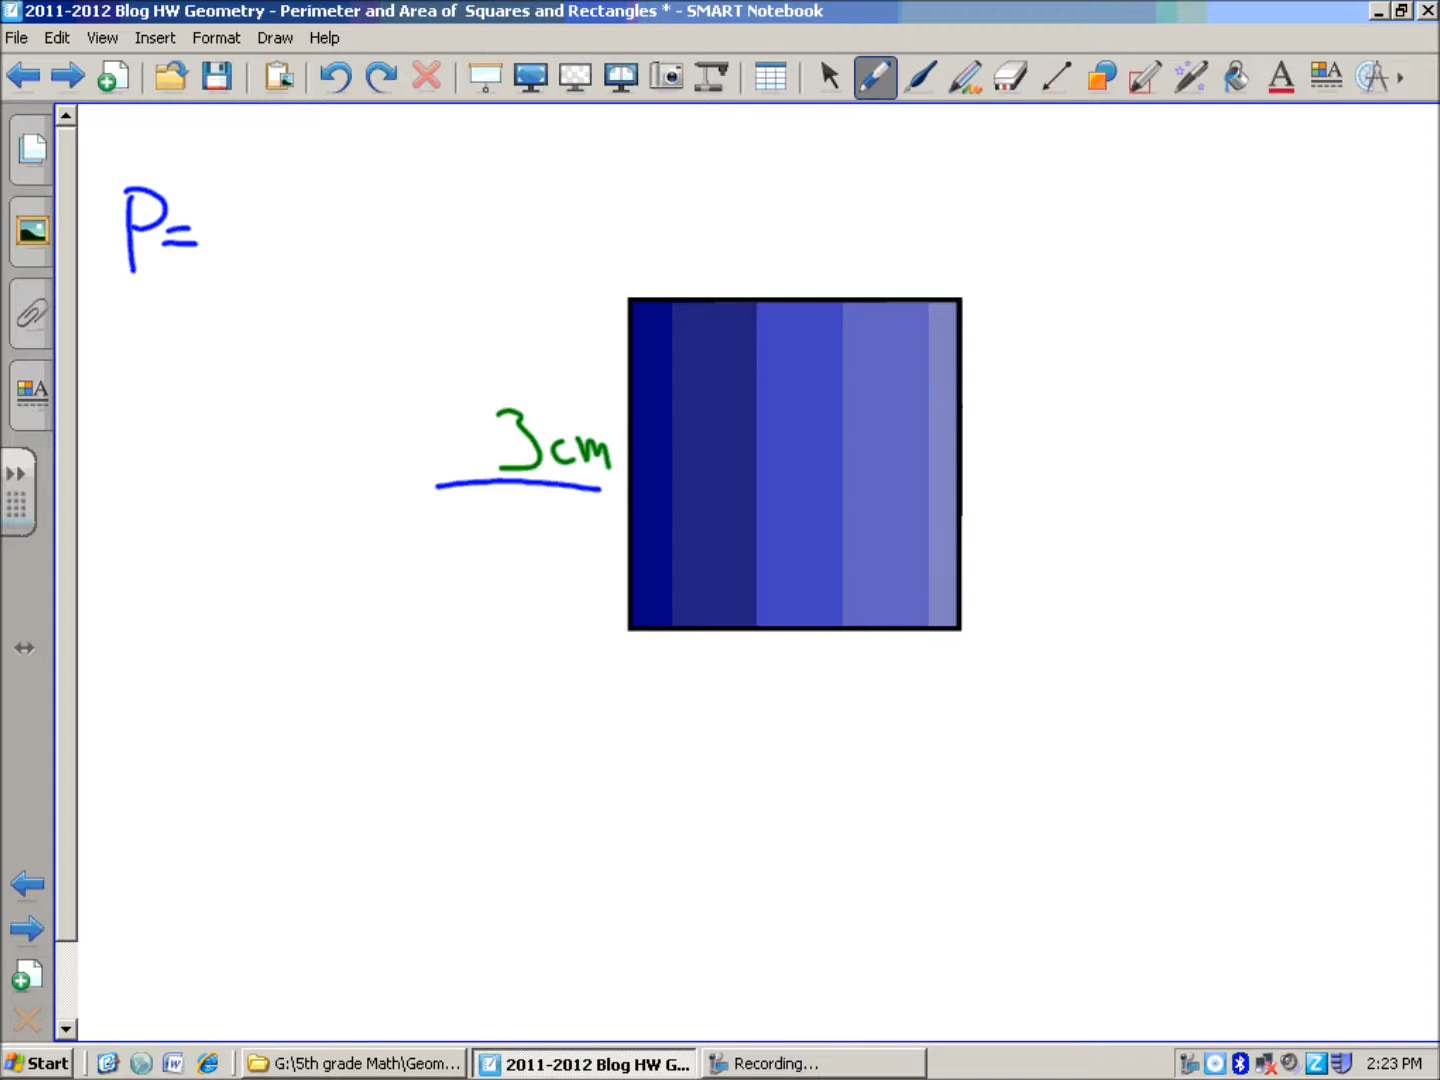 2011-2012 Blog HW Geometry - Perimeter and Area of  Squares and Rectangles * - SMART Notebook
File Edit View Insert Format Draw Help
P=
3cm
Start
G:\5th grade Math\Geom...
2011-2012 Blog HW G...
Recording...
2:23 PM